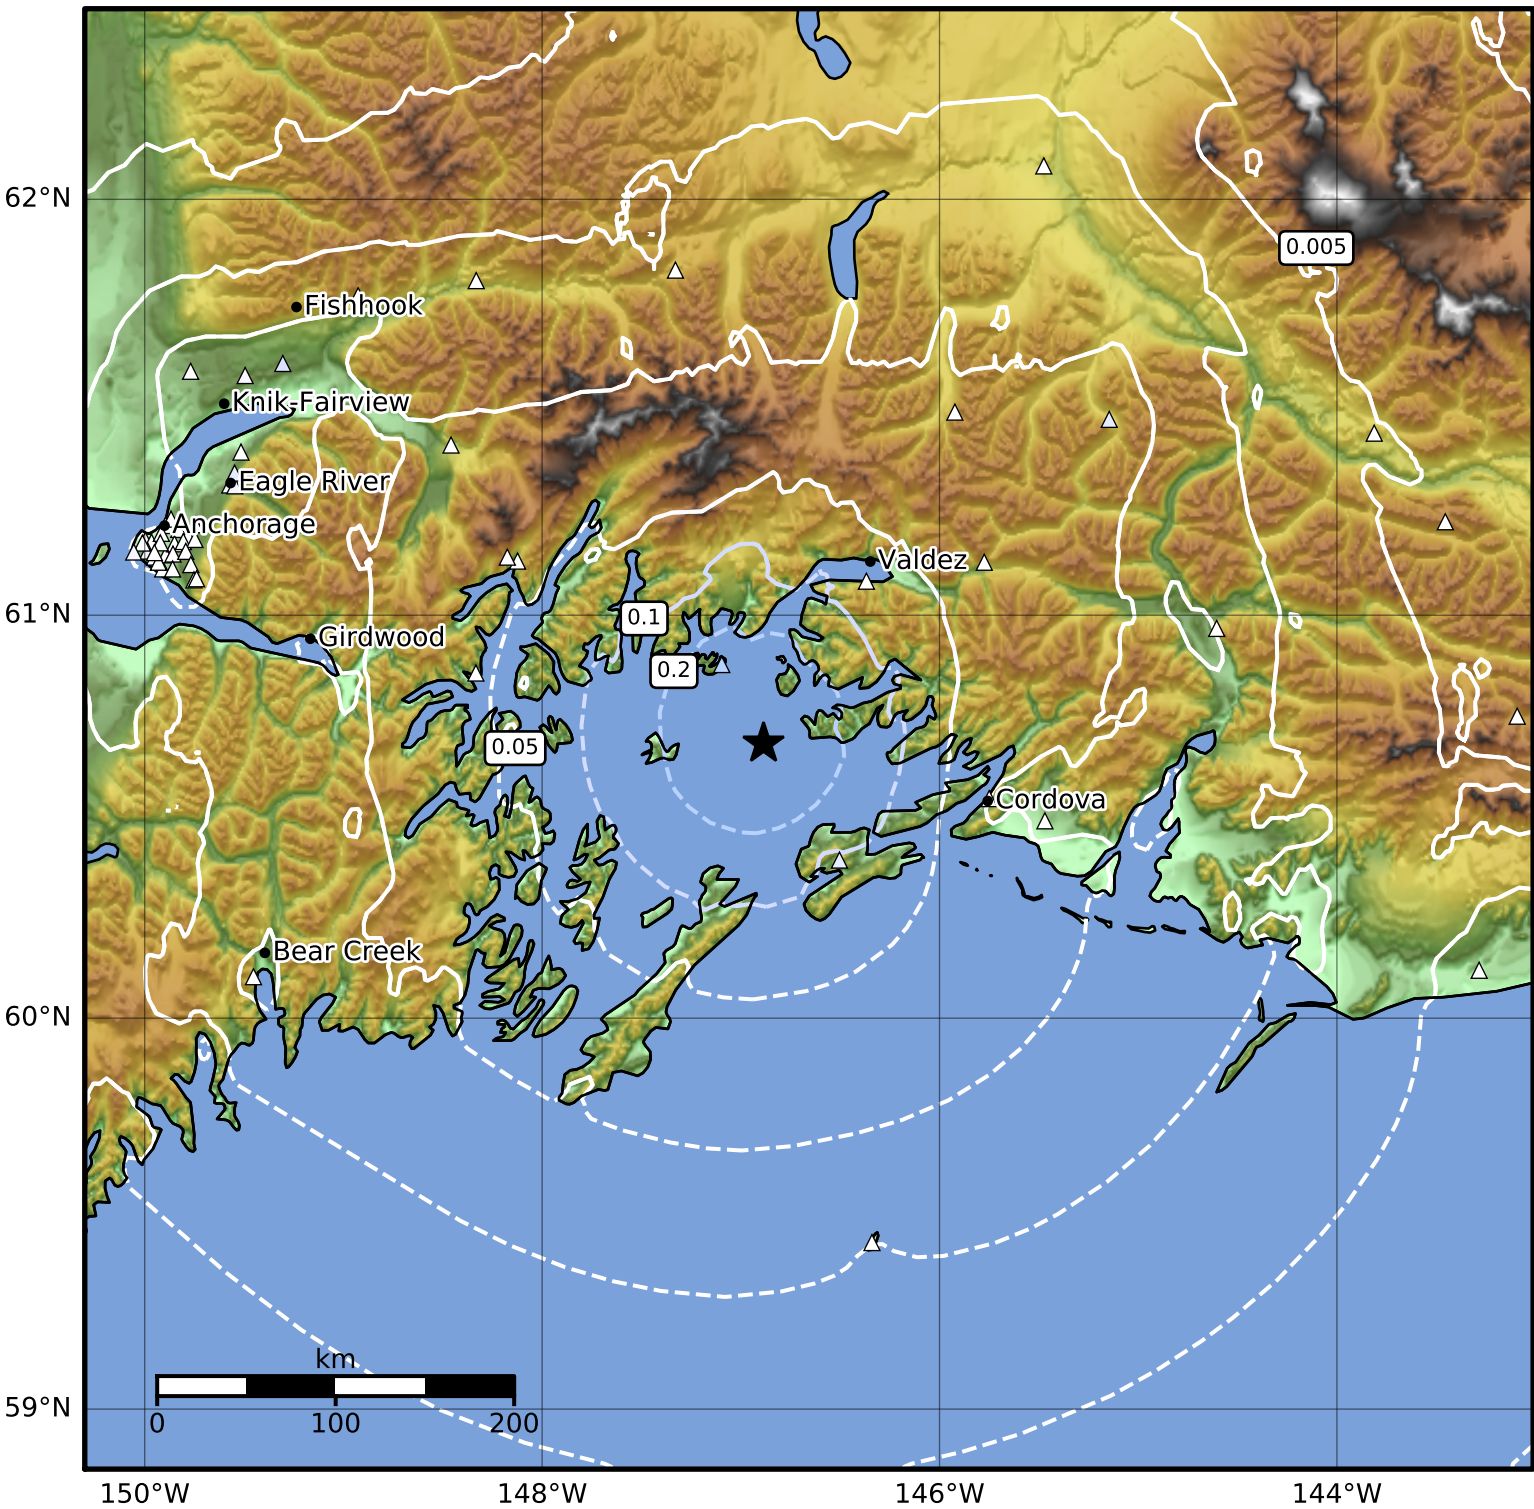 62°N
0.005
Fishhook
Knik-Fairview
Eagle River
Anchorage
Valdez
61°N
0.1
Girdwood
0.2
0.05
Cordova
Bear Creek
60°N
km
59°N
0 100 200
150°W 148°W 146°W 144°W